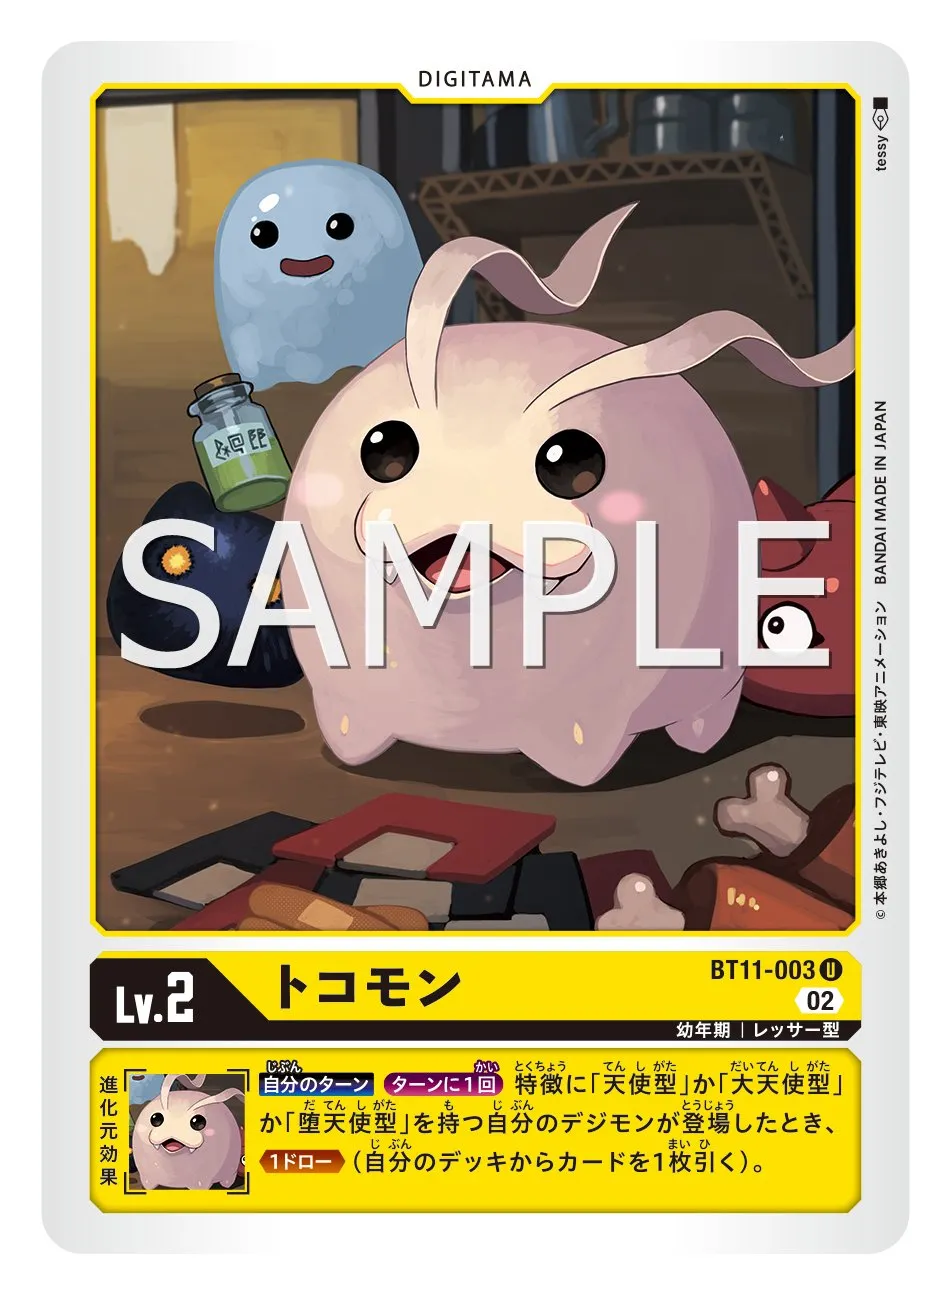 DIGITAMA
tessy
BANDAI MADE IN JAPAN
© 本郷あきよし・フジテレビ・東映アニメーション
SAMPLE
Lv.2
トコモン
BT11-003 U
02
幼年期 | レッサー型
進化元効果
自分のターン ターンに1回 特徴に「天使型」か「大天使型」
か「堕天使型」を持つ自分のデジモンが登場したとき、
1ドロー (自分のデッキからカードを1枚引く)。